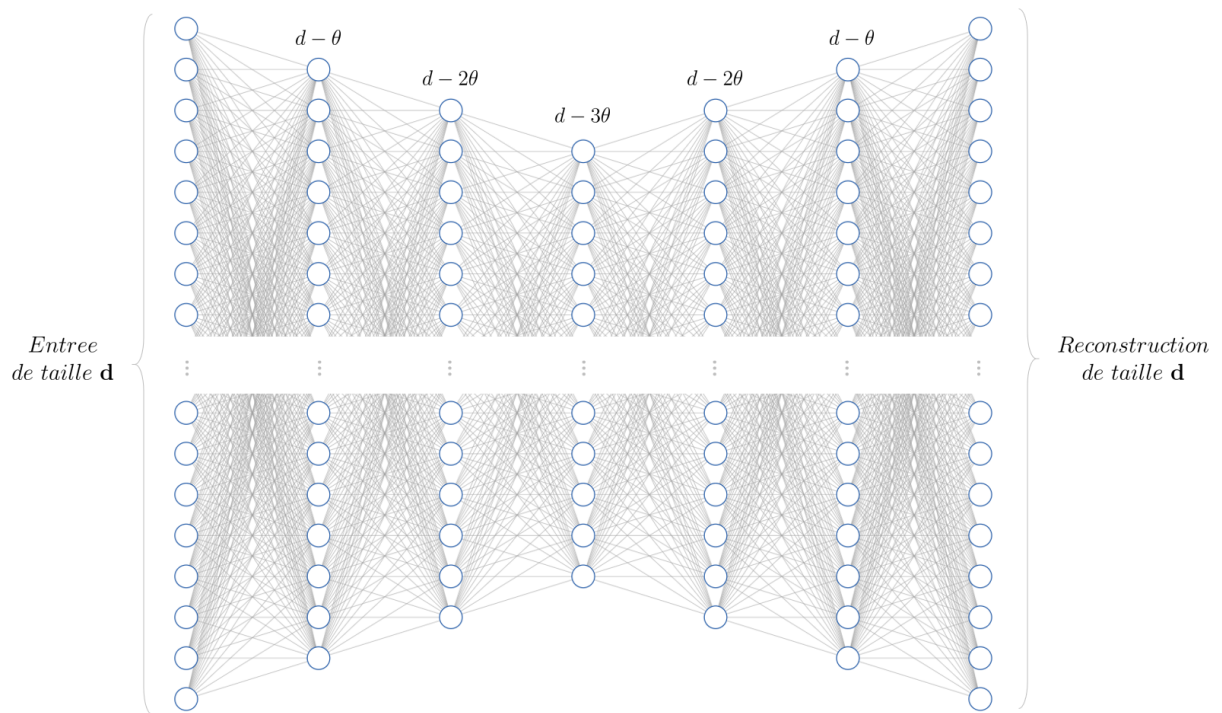 d − θ
d − θ
d − 2θ
d − 2θ
d − 3θ
Entree
de taille d
Reconstruction
de taille d